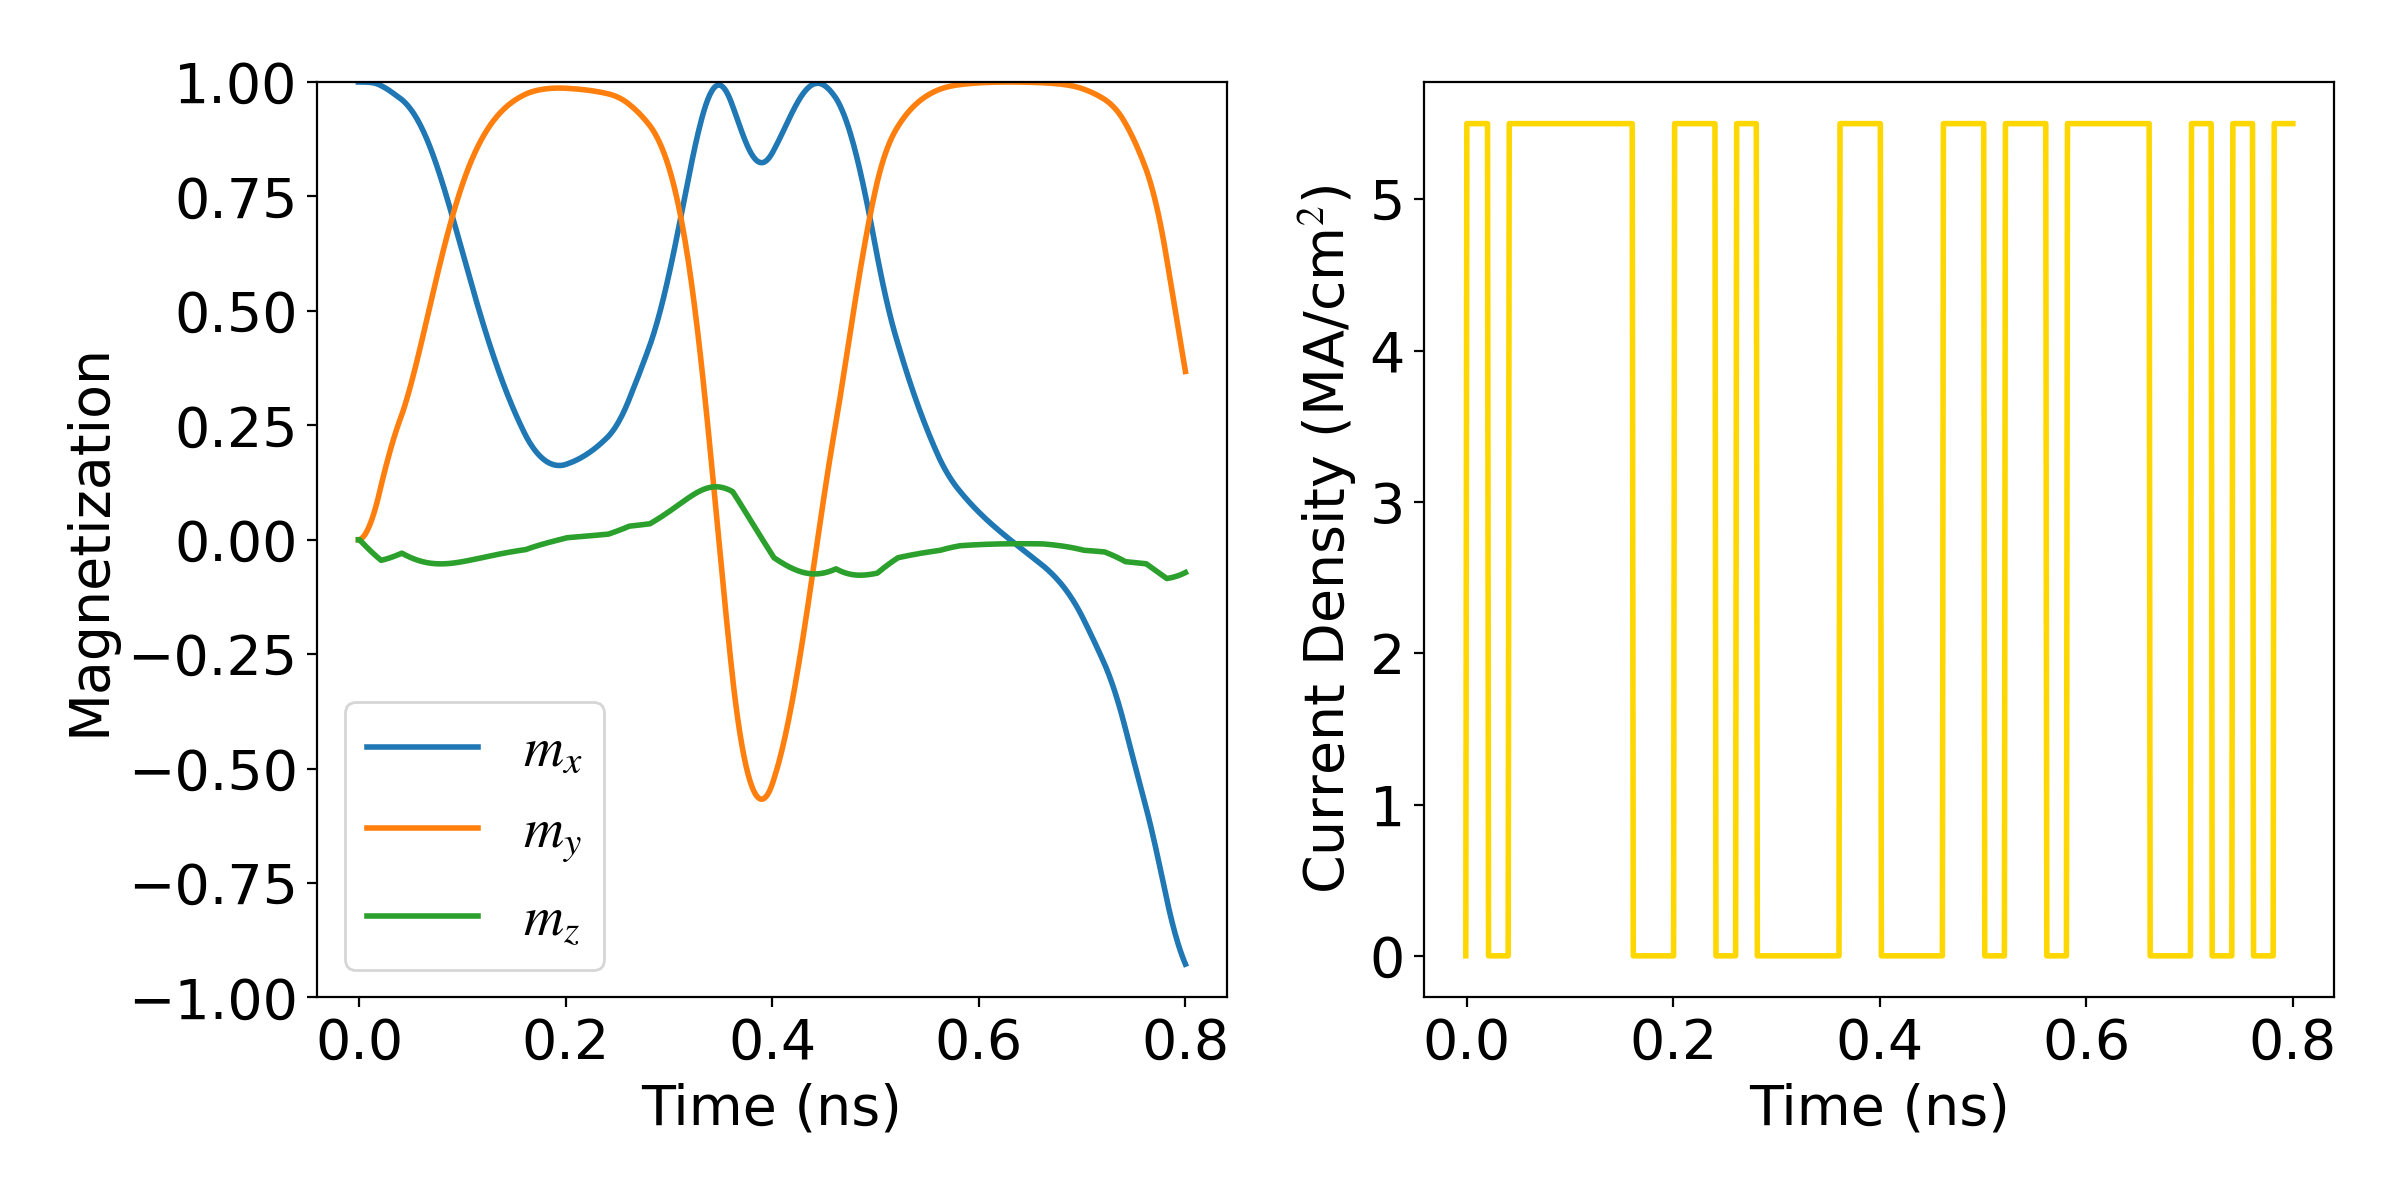 Magnetization
1.00
0.75
0.50
0.25
0.00
−0.25
−0.50
−0.75
−1.00
m_x
m_y
m_z
0.0 0.2 0.4 0.6 0.8
Time (ns)
Current Density (MA/cm²)
5
4
3
2
1
0
0.0 0.2 0.4 0.6 0.8
Time (ns)